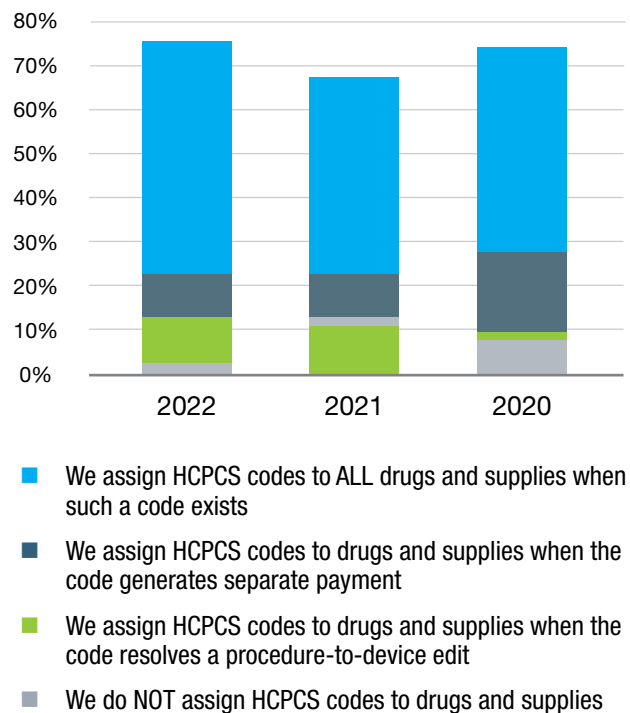 80%
70%
60%
50%
40%
30%
20%
10%
0%
2022 2021 2020
We assign HCPCS codes to ALL drugs and supplies when
such a code exists
We assign HCPCS codes to drugs and supplies when the
code generates separate payment
We assign HCPCS codes to drugs and supplies when the
code resolves a procedure-to-device edit
We do NOT assign HCPCS codes to drugs and supplies